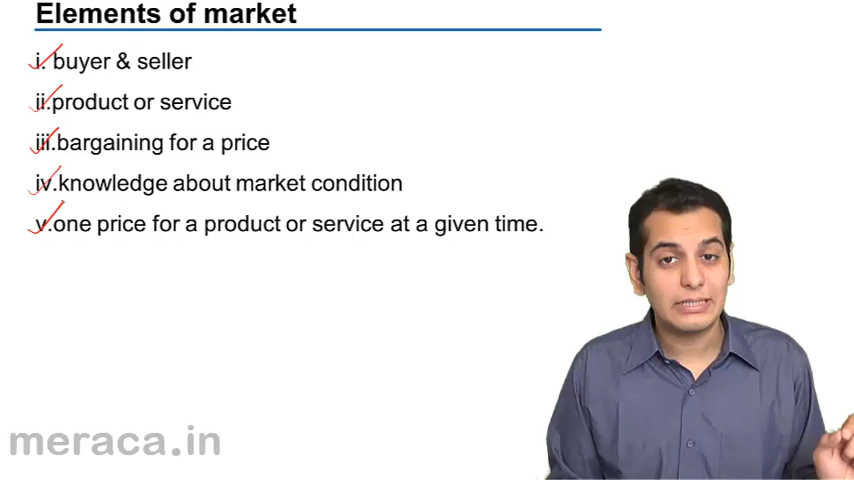 Elements of market
i. buyer & seller
ii.product or service
iii.bargaining for a price
iv.knowledge about market condition
v.one price for a product or service at a given time.
meraca.in